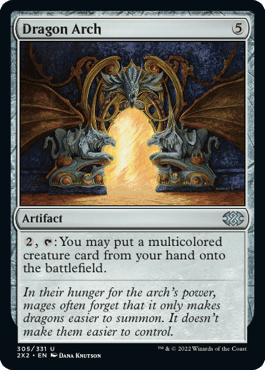 Dragon Arch 5
Artifact
2, T: You may put a multicolored
creature card from your hand onto
the battlefield.
In their hunger for the arch's power,
mages often forget that it only makes
dragons easier to summon. It doesn't
make them easier to control.
305/331 U
2X2 • EN DANA KNUTSON
™ & © 2022 Wizards of the Coast